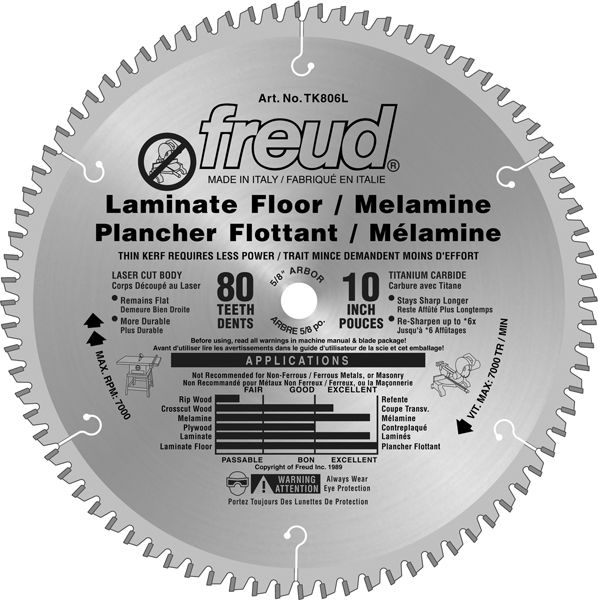 Art. No. TK806L
freud®
MADE IN ITALY / FABRIQUÉ EN ITALIE
Laminate Floor / Melamine
Plancher Flottant / Mélamine
THIN KERF REQUIRES LESS POWER / TRAIT MINCE DEMANDENT MOINS D'EFFORT
LASER CUT BODY
Corps Découpé au Laser
• Remains Flat
Demeure Bien Droite
• More Durable
Plus Durable
80
TEETH
DENTS
5/8" ARBOR
ARBRE 5/8 po.
10
INCH
POUCES
TITANIUM CARBIDE
Carbure avec Titane
• Stays Sharp Longer
Reste Affûté Plus Longtemps
• Re-Sharpen up to *6x
Jusqu'à *6 Affûtages
Before using, read all warnings in machine manual & blade package!
Avant d'utiliser lire les avertissements dans le guide d'utilisateur de la scie et cet emballage!
MAX. RPM: 7000
VIT. MAX: 7000 TR / MIN
APPLICATIONS
Not Recommended for Non-Ferrous / Ferrous Metals, or Masonry
Non Recommandé pour Métaux Non Ferreux / Ferreux, ou la Maçonnerie
FAIR GOOD EXCELLENT
Rip Wood Refente
Crosscut Wood Coupe Transv.
Melamine Mélamine
Plywood Contreplaqué
Laminate Laminés
Laminate Floor Plancher Flottant
PASSABLE BON EXCELLENT
Copyright of Freud Inc. 1989
WARNING
ATTENTION
Always Wear
Eye Protection
Portez Toujours Des Lunettes De Protection